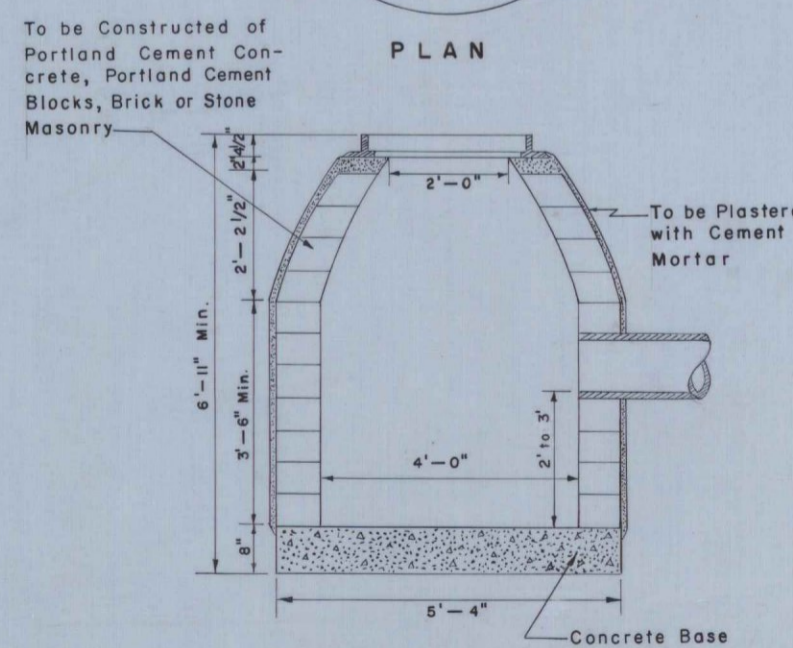 To be Constructed of
Portland Cement Con-
crete, Portland Cement
Blocks, Brick or Stone
Masonry
PLAN
4 1/2"
2"
2'-0"
2'-2 1/2"
To be Plastere
with Cement
Mortar
6'-11" Min.
3'-6" Min.
4'-0"
2' to 3'
8"
5'-4"
Concrete Base